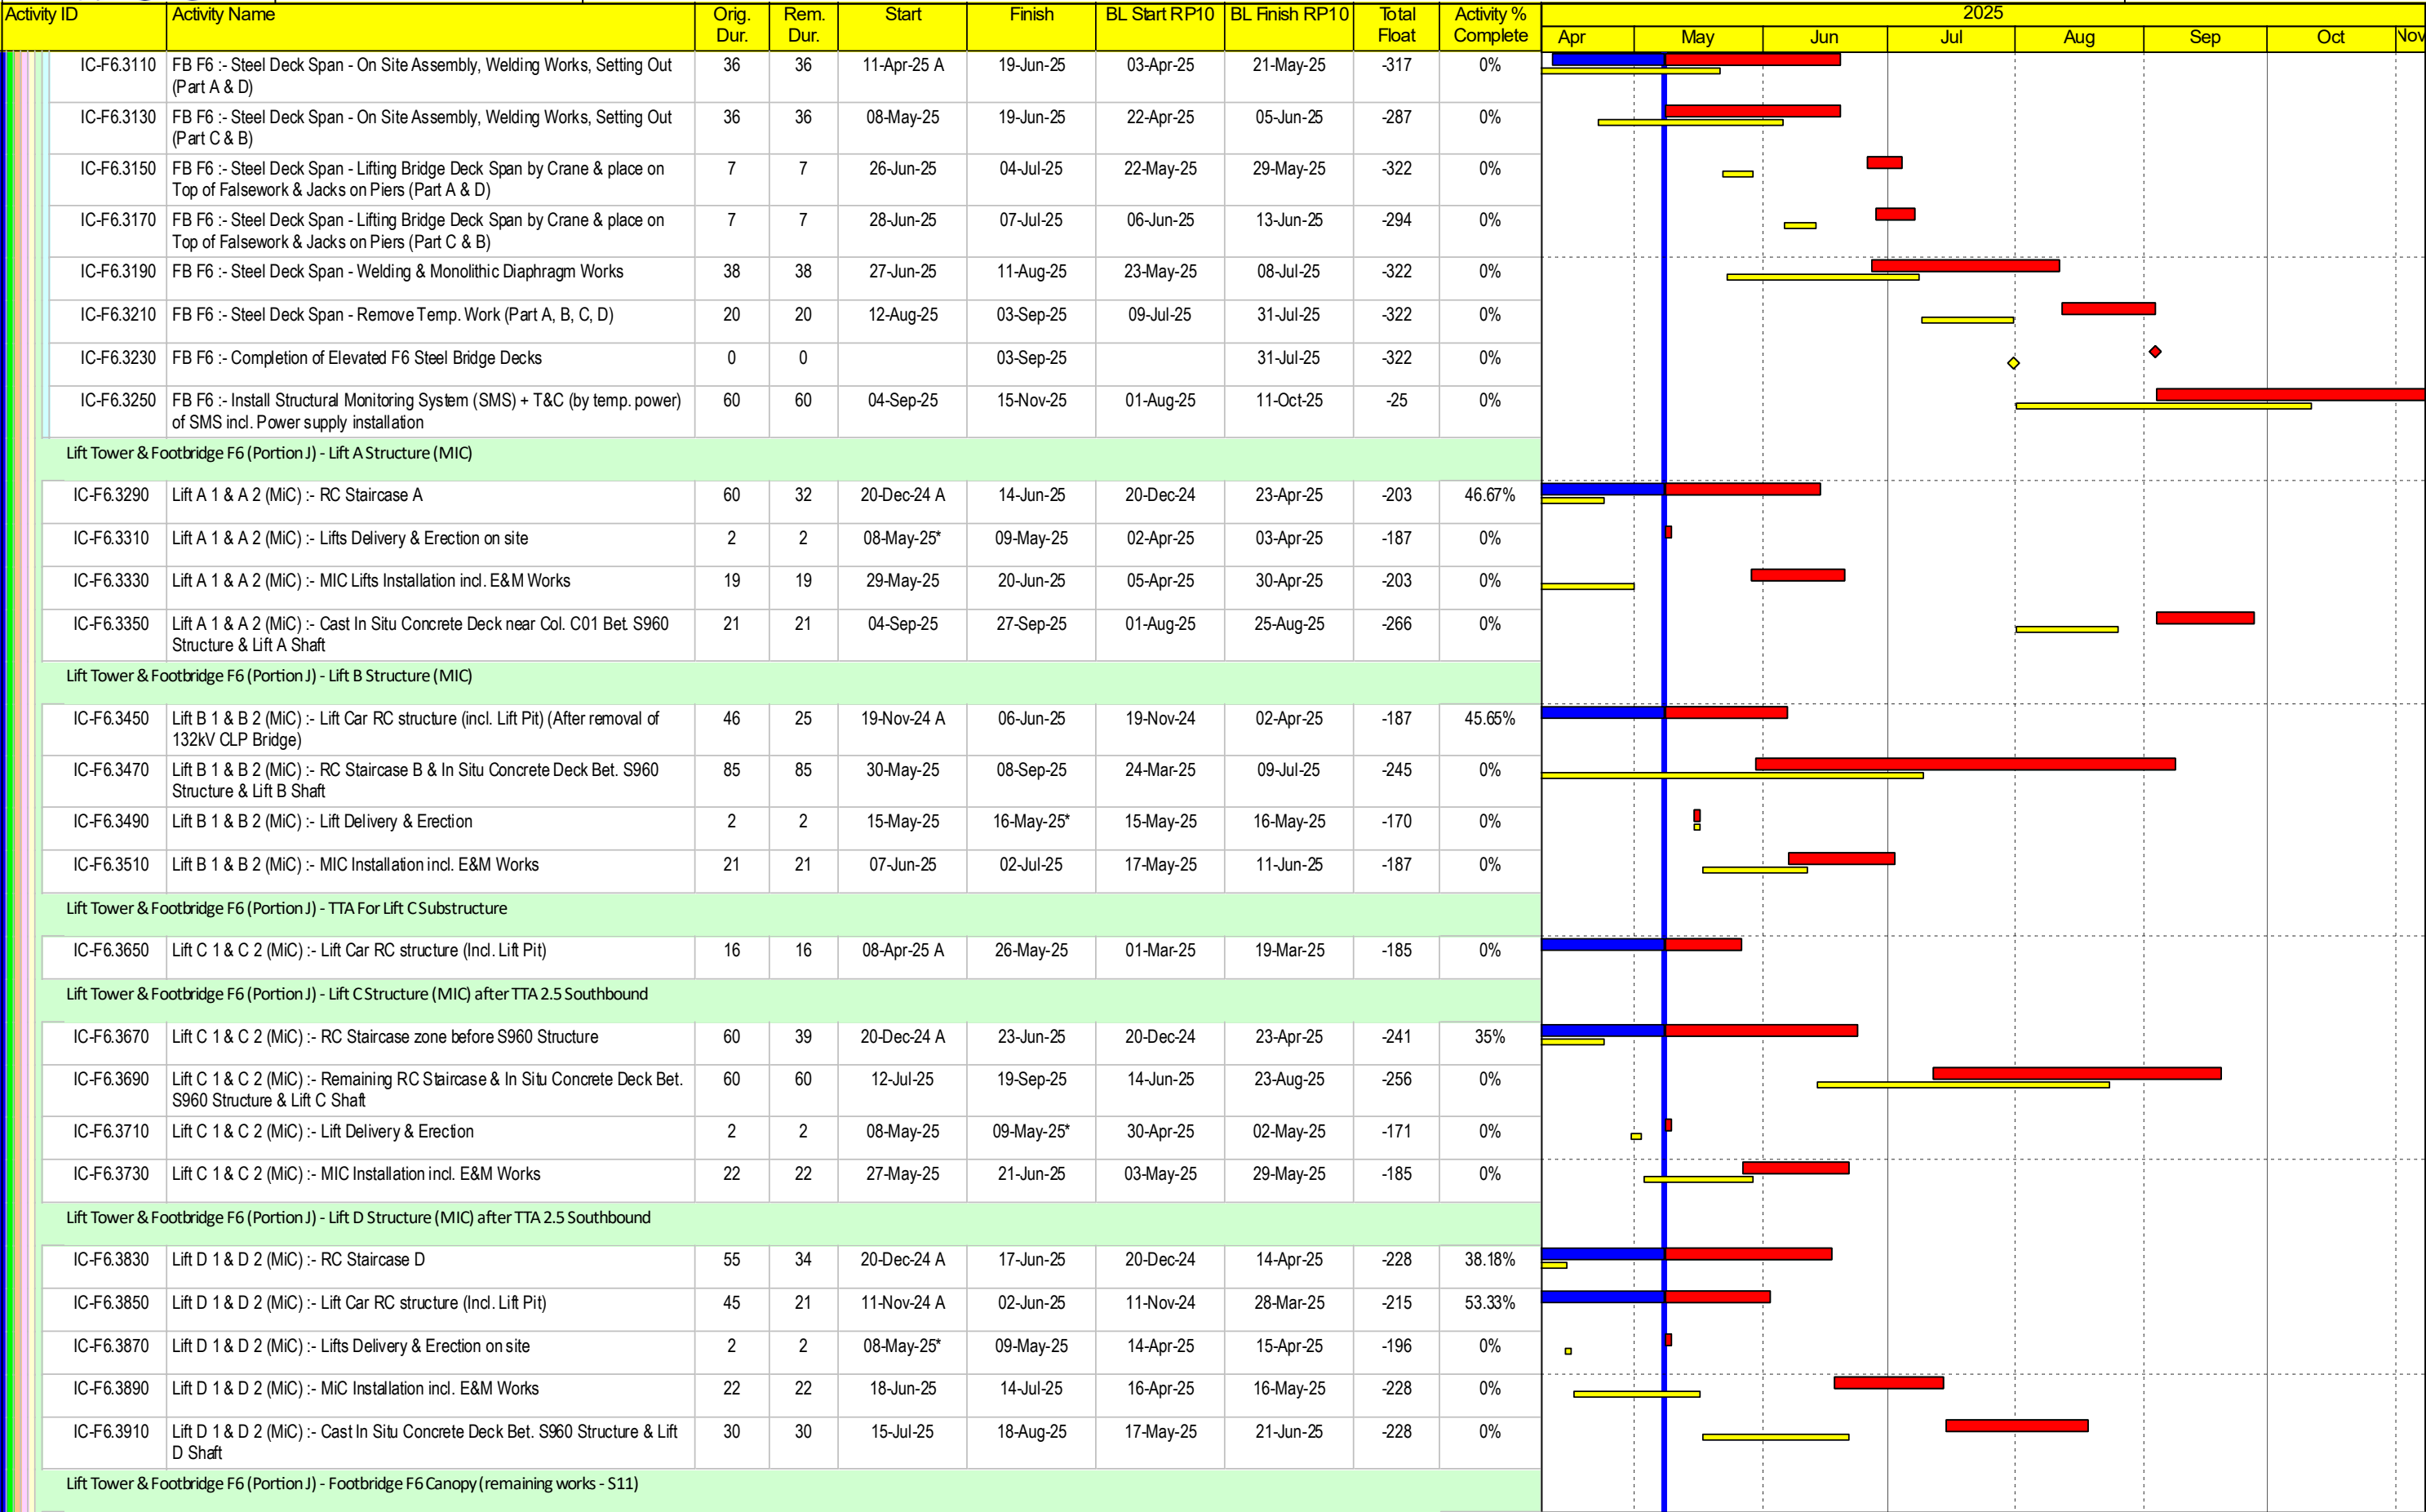 Activity ID Activity Name Orig. Dur. Rem. Dur. Start Finish BL Start RP10 BL Finish RP10 Total Float Activity % Complete 2025
Apr May Jun Jul Aug Sep Oct Nov
IC-F6.3110 FB F6 :- Steel Deck Span - On Site Assembly, Welding Works, Setting Out 36 36 11-Apr-25 A 19-Jun-25 03-Apr-25 21-May-25 -317 0%
(Part A & D)
IC-F6.3130 FB F6 :- Steel Deck Span - On Site Assembly, Welding Works, Setting Out 36 36 08-May-25 19-Jun-25 22-Apr-25 05-Jun-25 -287 0%
(Part C & B)
IC-F6.3150 FB F6 :- Steel Deck Span - Lifting Bridge Deck Span by Crane & place on 7 7 26-Jun-25 04-Jul-25 22-May-25 29-May-25 -322 0%
Top of Falsework & Jacks on Piers (Part A & D)
IC-F6.3170 FB F6 :- Steel Deck Span - Lifting Bridge Deck Span by Crane & place on 7 7 28-Jun-25 07-Jul-25 06-Jun-25 13-Jun-25 -294 0%
Top of Falsework & Jacks on Piers (Part C & B)
IC-F6.3190 FB F6 :- Steel Deck Span - Welding & Monolithic Diaphragm Works 38 38 27-Jun-25 11-Aug-25 23-May-25 08-Jul-25 -322 0%
IC-F6.3210 FB F6 :- Steel Deck Span - Remove Temp. Work (Part A, B, C, D) 20 20 12-Aug-25 03-Sep-25 09-Jul-25 31-Jul-25 -322 0%
IC-F6.3230 FB F6 :- Completion of Elevated F6 Steel Bridge Decks 0 0 03-Sep-25 31-Jul-25 -322 0%
IC-F6.3250 FB F6 :- Install Structural Monitoring System (SMS) + T&C (by temp. power) 60 60 04-Sep-25 15-Nov-25 01-Aug-25 11-Oct-25 -25 0%
of SMS incl. Power supply installation
Lift Tower & Footbridge F6 (Portion J) - Lift A Structure (MIC)
IC-F6.3290 Lift A 1 & A 2 (MiC) :- RC Staircase A 60 32 20-Dec-24 A 14-Jun-25 20-Dec-24 23-Apr-25 -203 46.67%
IC-F6.3310 Lift A 1 & A 2 (MiC) :- Lifts Delivery & Erection on site 2 2 08-May-25* 09-May-25 02-Apr-25 03-Apr-25 -187 0%
IC-F6.3330 Lift A 1 & A 2 (MiC) :- MIC Lifts Installation incl. E&M Works 19 19 29-May-25 20-Jun-25 05-Apr-25 30-Apr-25 -203 0%
IC-F6.3350 Lift A 1 & A 2 (MiC) :- Cast In Situ Concrete Deck near Col. C01 Bet. S960 21 21 04-Sep-25 27-Sep-25 01-Aug-25 25-Aug-25 -266 0%
Structure & Lift A Shaft
Lift Tower & Footbridge F6 (Portion J) - Lift B Structure (MIC)
IC-F6.3450 Lift B 1 & B 2 (MiC) :- Lift Car RC structure (incl. Lift Pit) (After removal of 46 25 19-Nov-24 A 06-Jun-25 19-Nov-24 02-Apr-25 -187 45.65%
132kV CLP Bridge)
IC-F6.3470 Lift B 1 & B 2 (MiC) :- RC Staircase B & In Situ Concrete Deck Bet. S960 85 85 30-May-25 08-Sep-25 24-Mar-25 09-Jul-25 -245 0%
Structure & Lift B Shaft
IC-F6.3490 Lift B 1 & B 2 (MiC) :- Lift Delivery & Erection 2 2 15-May-25 16-May-25* 15-May-25 16-May-25 -170 0%
IC-F6.3510 Lift B 1 & B 2 (MiC) :- MIC Installation incl. E&M Works 21 21 07-Jun-25 02-Jul-25 17-May-25 11-Jun-25 -187 0%
Lift Tower & Footbridge F6 (Portion J) - TTA For Lift C Substructure
IC-F6.3650 Lift C 1 & C 2 (MiC) :- Lift Car RC structure (Incl. Lift Pit) 16 16 08-Apr-25 A 26-May-25 01-Mar-25 19-Mar-25 -185 0%
Lift Tower & Footbridge F6 (Portion J) - Lift C Structure (MIC) after TTA 2.5 Southbound
IC-F6.3670 Lift C 1 & C 2 (MiC) :- RC Staircase zone before S960 Structure 60 39 20-Dec-24 A 23-Jun-25 20-Dec-24 23-Apr-25 -241 35%
IC-F6.3690 Lift C 1 & C 2 (MiC) :- Remaining RC Staircase & In Situ Concrete Deck Bet. 60 60 12-Jul-25 19-Sep-25 14-Jun-25 23-Aug-25 -256 0%
S960 Structure & Lift C Shaft
IC-F6.3710 Lift C 1 & C 2 (MiC) :- Lift Delivery & Erection 2 2 08-May-25 09-May-25* 30-Apr-25 02-May-25 -171 0%
IC-F6.3730 Lift C 1 & C 2 (MiC) :- MIC Installation incl. E&M Works 22 22 27-May-25 21-Jun-25 03-May-25 29-May-25 -185 0%
Lift Tower & Footbridge F6 (Portion J) - Lift D Structure (MIC) after TTA 2.5 Southbound
IC-F6.3830 Lift D 1 & D 2 (MiC) :- RC Staircase D 55 34 20-Dec-24 A 17-Jun-25 20-Dec-24 14-Apr-25 -228 38.18%
IC-F6.3850 Lift D 1 & D 2 (MiC) :- Lift Car RC structure (Incl. Lift Pit) 45 21 11-Nov-24 A 02-Jun-25 11-Nov-24 28-Mar-25 -215 53.33%
IC-F6.3870 Lift D 1 & D 2 (MiC) :- Lifts Delivery & Erection on site 2 2 08-May-25* 09-May-25 14-Apr-25 15-Apr-25 -196 0%
IC-F6.3890 Lift D 1 & D 2 (MiC) :- MiC Installation incl. E&M Works 22 22 18-Jun-25 14-Jul-25 16-Apr-25 16-May-25 -228 0%
IC-F6.3910 Lift D 1 & D 2 (MiC) :- Cast In Situ Concrete Deck Bet. S960 Structure & Lift 30 30 15-Jul-25 18-Aug-25 17-May-25 21-Jun-25 -228 0%
D Shaft
Lift Tower & Footbridge F6 (Portion J) - Footbridge F6 Canopy (remaining works - S11)